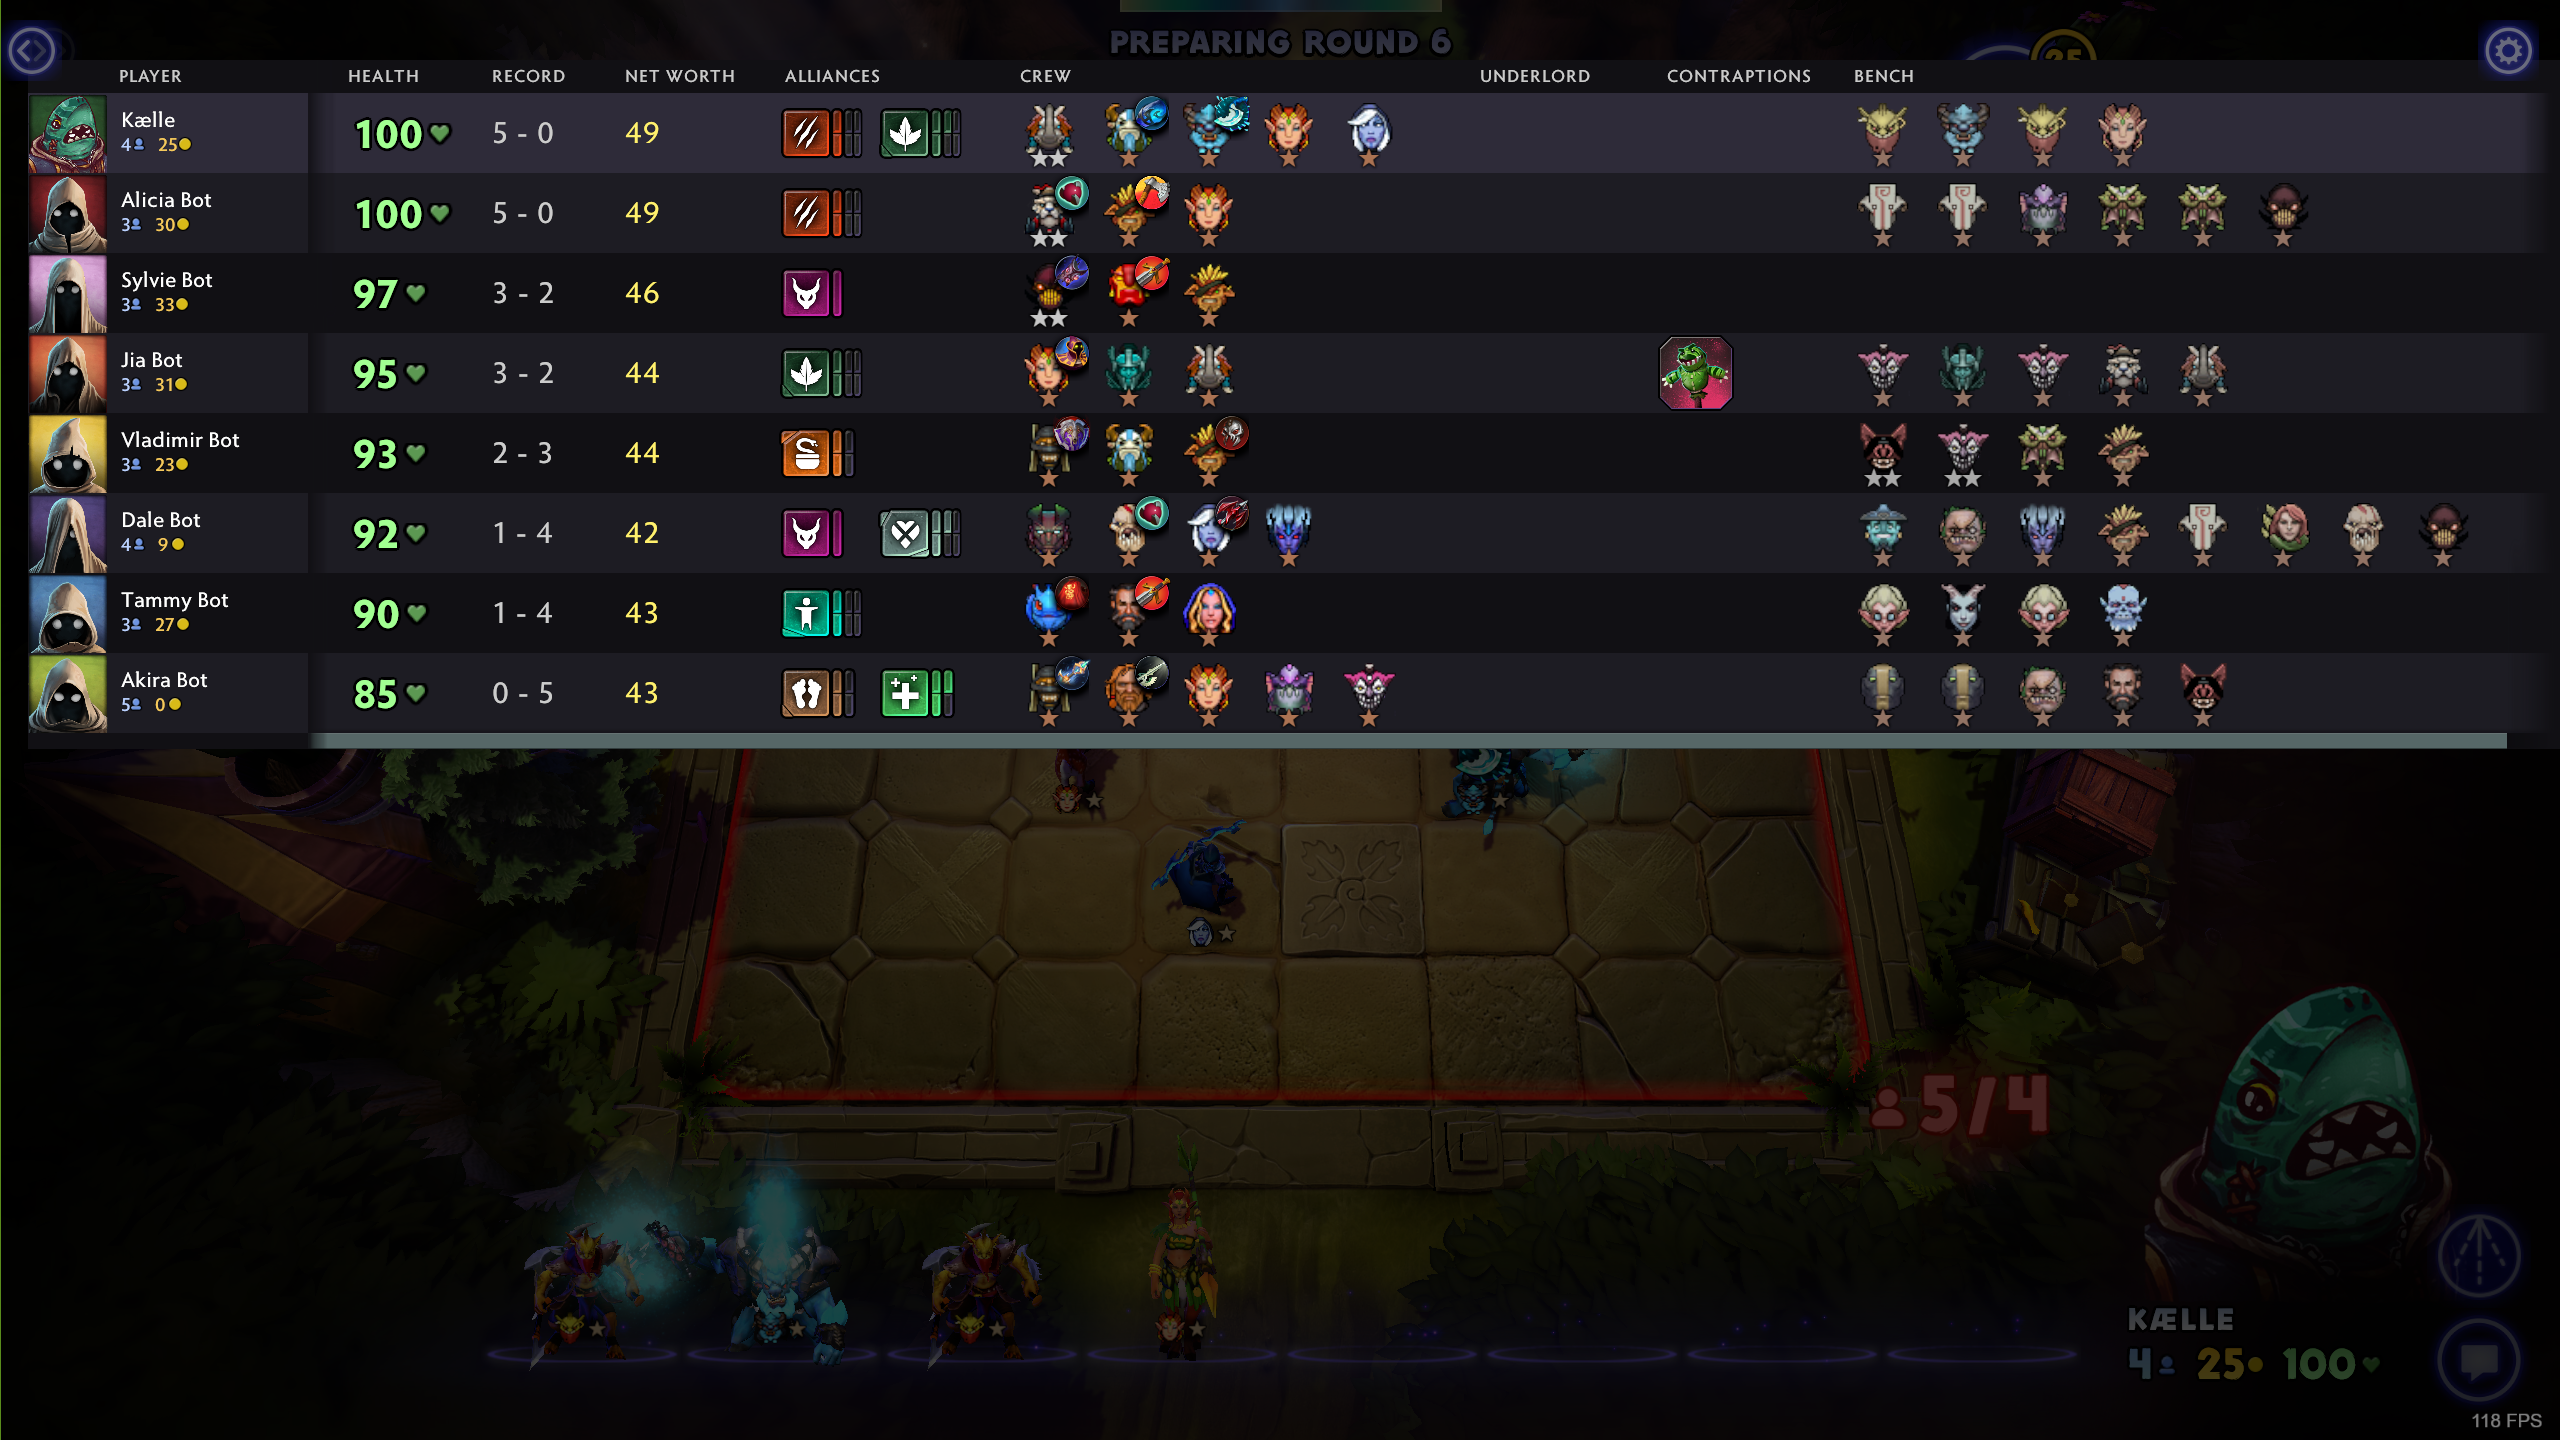 PREPARING ROUND 6
25
PLAYER HEALTH RECORD NET WORTH ALLIANCES CREW UNDERLORD CONTRAPTIONS BENCH
Kælle
4 25
100 5 - 0 49
Alicia Bot
3 30
100 5 - 0 49
Sylvie Bot
3 33
97 3 - 2 46
Jia Bot
3 31
95 3 - 2 44
Vladimir Bot
3 23
93 2 - 3 44
Dale Bot
4 9
92 1 - 4 42
Tammy Bot
3 27
90 1 - 4 43
Akira Bot
5 0
85 0 - 5 43
5/4
KÆLLE
4 25 100
118 FPS